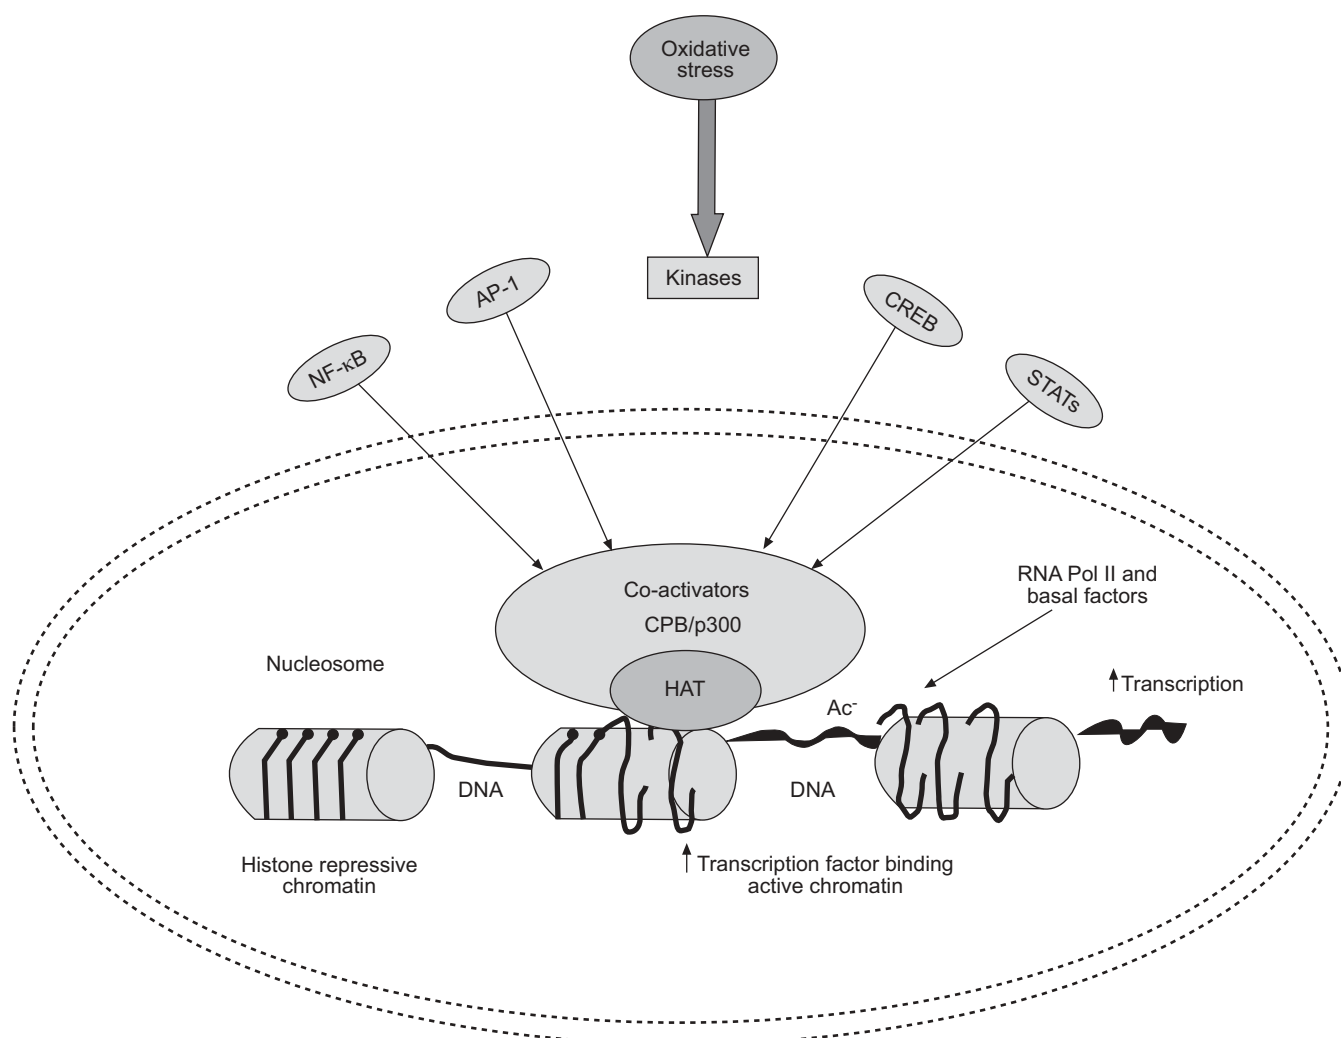 Oxidative
stress
Kinases
AP-1
CREB
NF-κB
STATs
Co-activators
CPB/p300
HAT
RNA Pol II and
basal factors
Nucleosome
Ac-
Transcription
DNA
DNA
Histone repressive
chromatin
Transcription factor binding
active chromatin